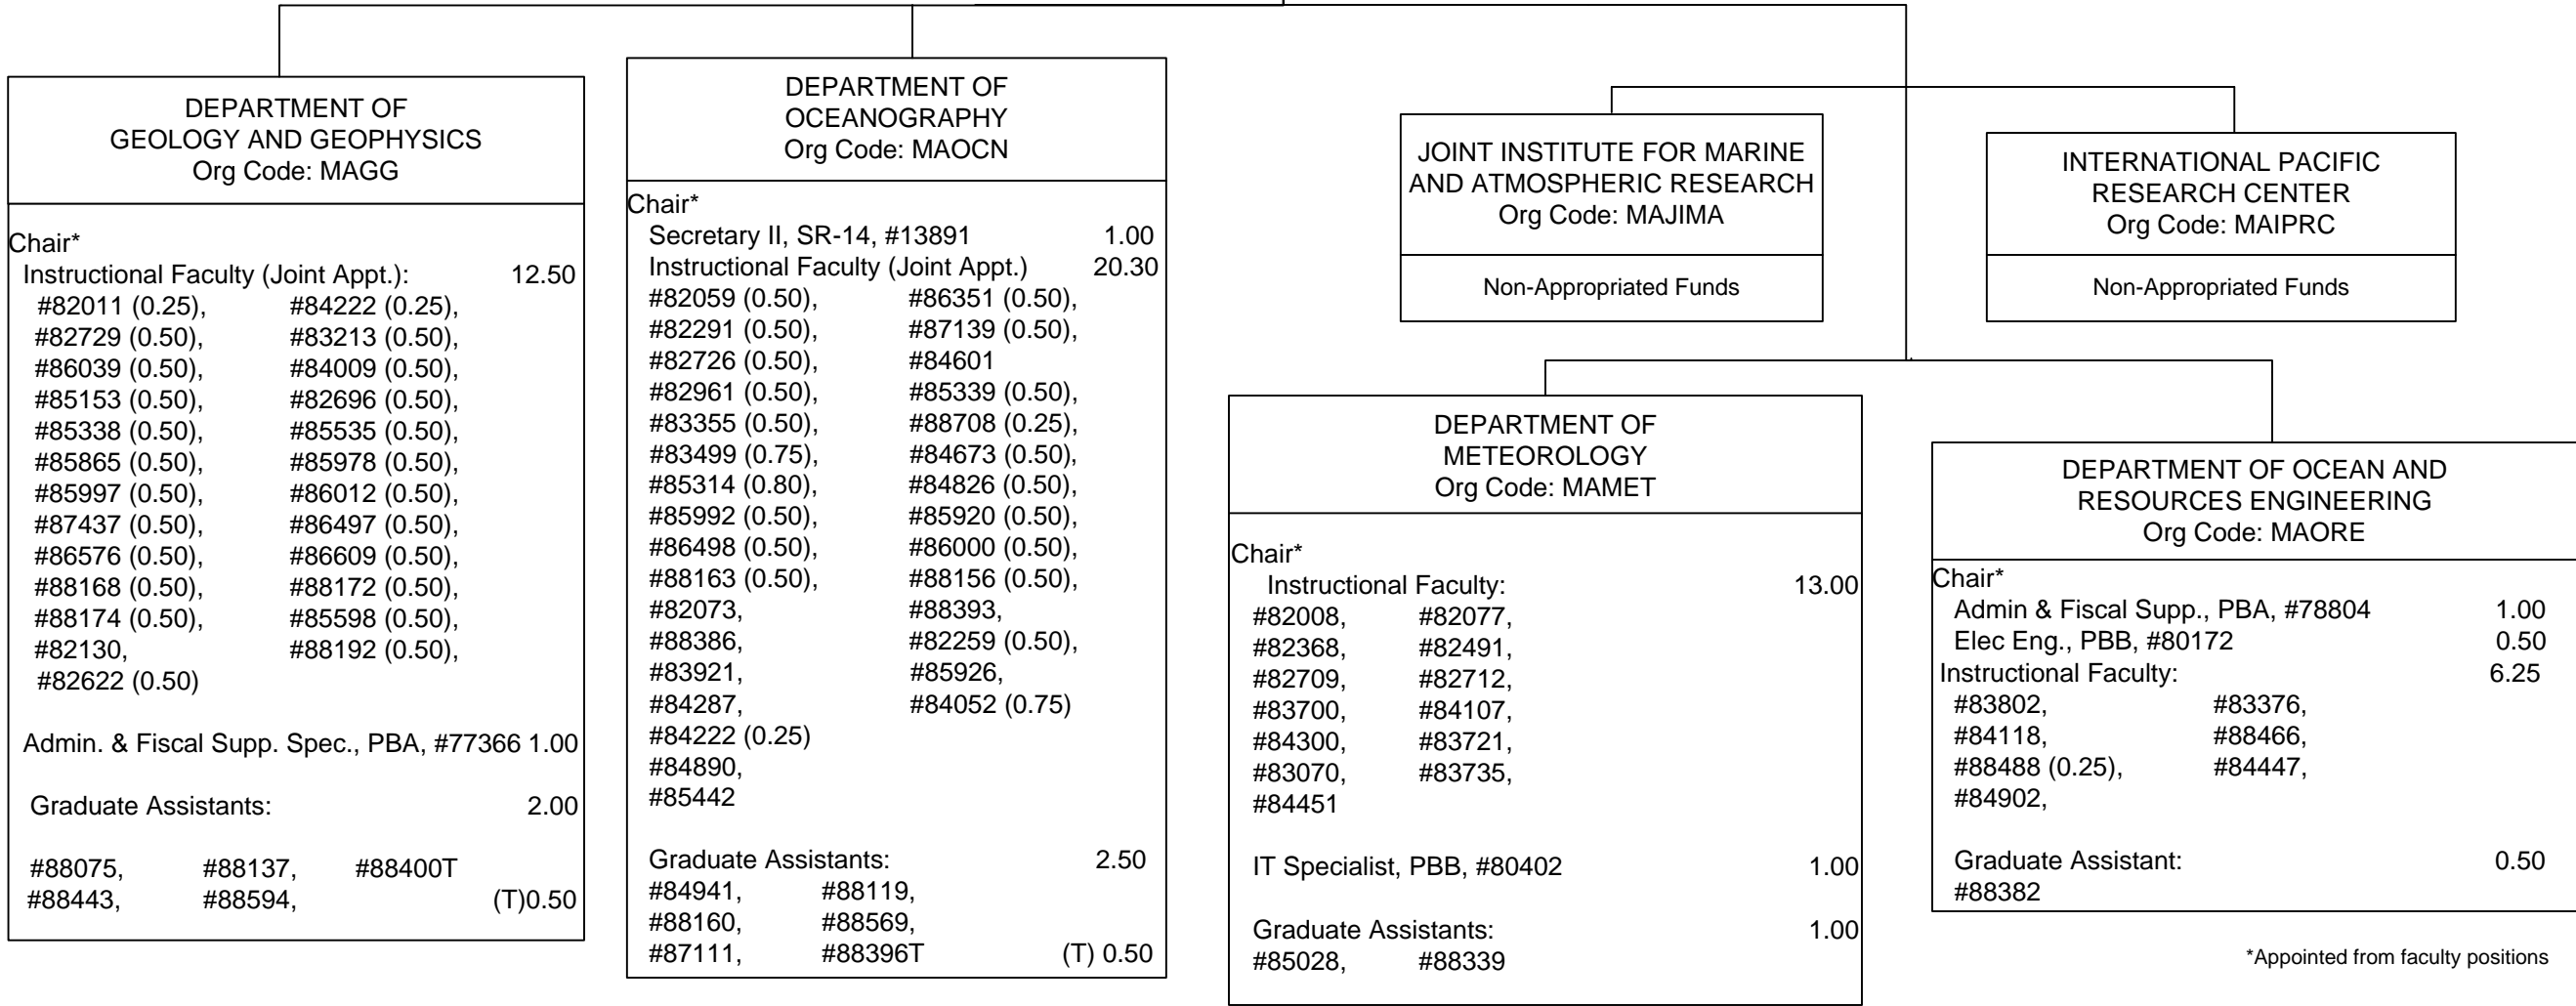 DEPARTMENT OF
GEOLOGY AND GEOPHYSICS
Org Code: MAGG
Chair*
Instructional Faculty (Joint Appt.): 12.50
#82011 (0.25), #84222 (0.25),
#82729 (0.50), #83213 (0.50),
#86039 (0.50), #84009 (0.50),
#85153 (0.50), #82696 (0.50),
#85338 (0.50), #85535 (0.50),
#85865 (0.50), #85978 (0.50),
#85997 (0.50), #86012 (0.50),
#87437 (0.50), #86497 (0.50),
#86576 (0.50), #86609 (0.50),
#88168 (0.50), #88172 (0.50),
#88174 (0.50), #85598 (0.50),
#82130, #88192 (0.50),
#82622 (0.50)
Admin. & Fiscal Supp. Spec., PBA, #77366 1.00
Graduate Assistants: 2.00
#88075, #88137, #88400T
#88443, #88594, (T)0.50
DEPARTMENT OF
OCEANOGRAPHY
Org Code: MAOCN
Chair*
Secretary II, SR-14, #13891 1.00
Instructional Faculty (Joint Appt.) 20.30
#82059 (0.50), #86351 (0.50),
#82291 (0.50), #87139 (0.50),
#82726 (0.50), #84601
#82961 (0.50), #85339 (0.50),
#83355 (0.50), #88708 (0.25),
#83499 (0.75), #84673 (0.50),
#85314 (0.80), #84826 (0.50),
#85992 (0.50), #85920 (0.50),
#86498 (0.50), #86000 (0.50),
#88163 (0.50), #88156 (0.50),
#82073, #88393,
#88386, #82259 (0.50),
#83921, #85926,
#84287, #84052 (0.75)
#84222 (0.25)
#84890,
#85442
Graduate Assistants: 2.50
#84941, #88119,
#88160, #88569,
#87111, #88396T (T) 0.50
JOINT INSTITUTE FOR MARINE
AND ATMOSPHERIC RESEARCH
Org Code: MAJIMA
Non-Appropriated Funds
INTERNATIONAL PACIFIC
RESEARCH CENTER
Org Code: MAIPRC
Non-Appropriated Funds
DEPARTMENT OF
METEOROLOGY
Org Code: MAMET
Chair*
Instructional Faculty: 13.00
#82008, #82077,
#82368, #82491,
#82709, #82712,
#83700, #84107,
#84300, #83721,
#83070, #83735,
#84451
IT Specialist, PBB, #80402 1.00
Graduate Assistants: 1.00
#85028, #88339
DEPARTMENT OF OCEAN AND
RESOURCES ENGINEERING
Org Code: MAORE
Chair*
Admin & Fiscal Supp., PBA, #78804 1.00
Elec Eng., PBB, #80172 0.50
Instructional Faculty: 6.25
#83802, #83376,
#84118, #88466,
#88488 (0.25), #84447,
#84902,
Graduate Assistant: 0.50
#88382
*Appointed from faculty positions